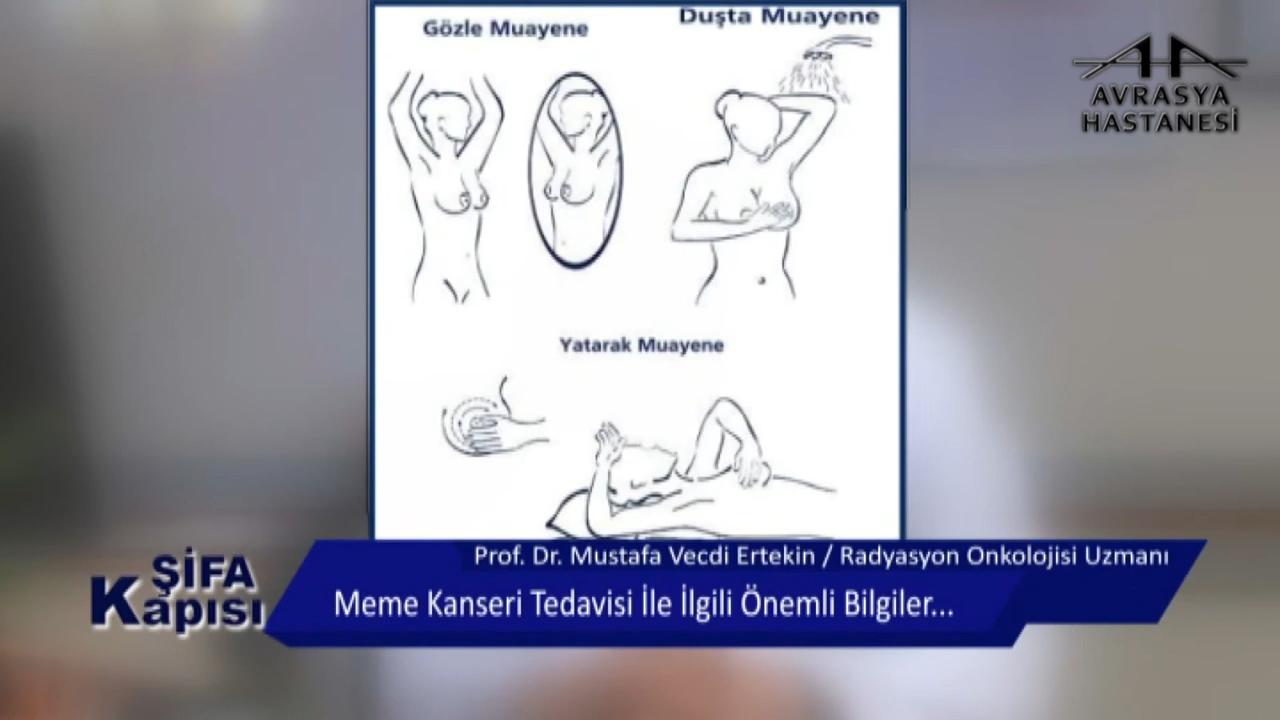 Gözle Muayene
Duşta Muayene
AVRASYA
HASTANESİ
Yatarak Muayene
Prof. Dr. Mustafa Vecdi Ertekin / Radyasyon Onkolojisi Uzmanı
ŞİFA
Kapısı
Meme Kanseri Tedavisi İle İlgili Önemli Bilgiler...